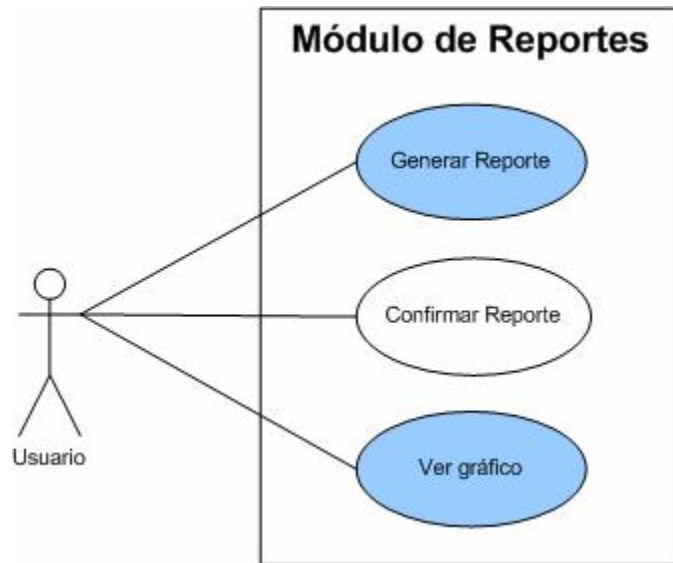 Módulo de Reportes
Generar Reporte
Confirmar Reporte
Ver gráfico
Usuario